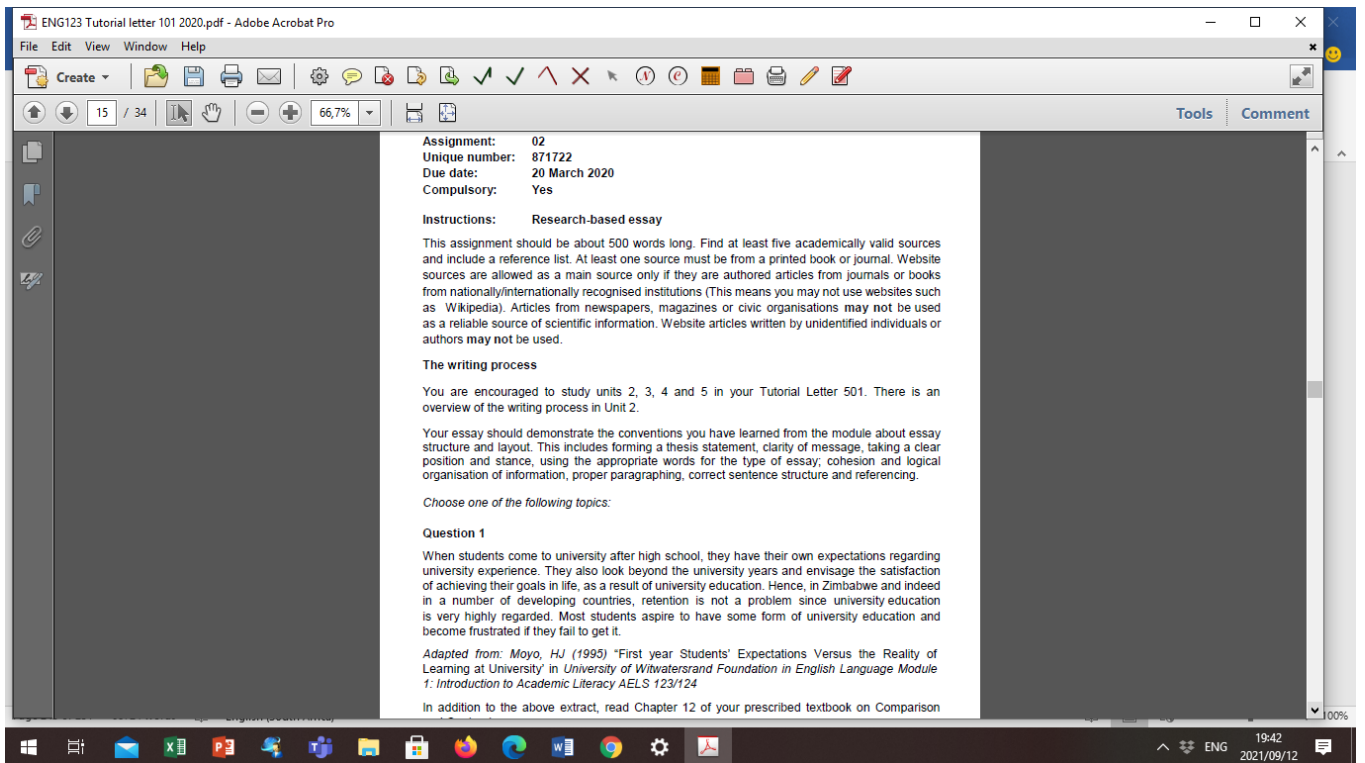 ENG123 Tutorial letter 101 2020.pdf - Adobe Acrobat Pro
File Edit View Window Help
Create
15 / 34 66,7% Tools Comment
Assignment: 02
Unique number: 871722
Due date: 20 March 2020
Compulsory: Yes
Instructions: Research-based essay
This assignment should be about 500 words long. Find at least five academically valid sources
and include a reference list. At least one source must be from a printed book or journal. Website
sources are allowed as a main source only if they are authored articles from journals or books
from nationally/internationally recognised institutions (This means you may not use websites such
as Wikipedia). Articles from newspapers, magazines or civic organisations may not be used
as a reliable source of scientific information. Website articles written by unidentified individuals or
authors may not be used.
The writing process
You are encouraged to study units 2, 3, 4 and 5 in your Tutorial Letter 501. There is an
overview of the writing process in Unit 2.
Your essay should demonstrate the conventions you have learned from the module about essay
structure and layout. This includes forming a thesis statement, clarity of message, taking a clear
position and stance, using the appropriate words for the type of essay; cohesion and logical
organisation of information, proper paragraphing, correct sentence structure and referencing.
Choose one of the following topics:
Question 1
When students come to university after high school, they have their own expectations regarding
university experience. They also look beyond the university years and envisage the satisfaction
of achieving their goals in life, as a result of university education. Hence, in Zimbabwe and indeed
in a number of developing countries, retention is not a problem since university education
is very highly regarded. Most students aspire to have some form of university education and
become frustrated if they fail to get it.
Adapted from: Moyo, HJ (1995) “First year Students’ Expectations Versus the Reality of
Learning at University’ in University of Witwatersrand Foundation in English Language Module
1: Introduction to Academic Literacy AELS 123/124
In addition to the above extract, read Chapter 12 of your prescribed textbook on Comparison
100%
ENG 19:42
2021/09/12